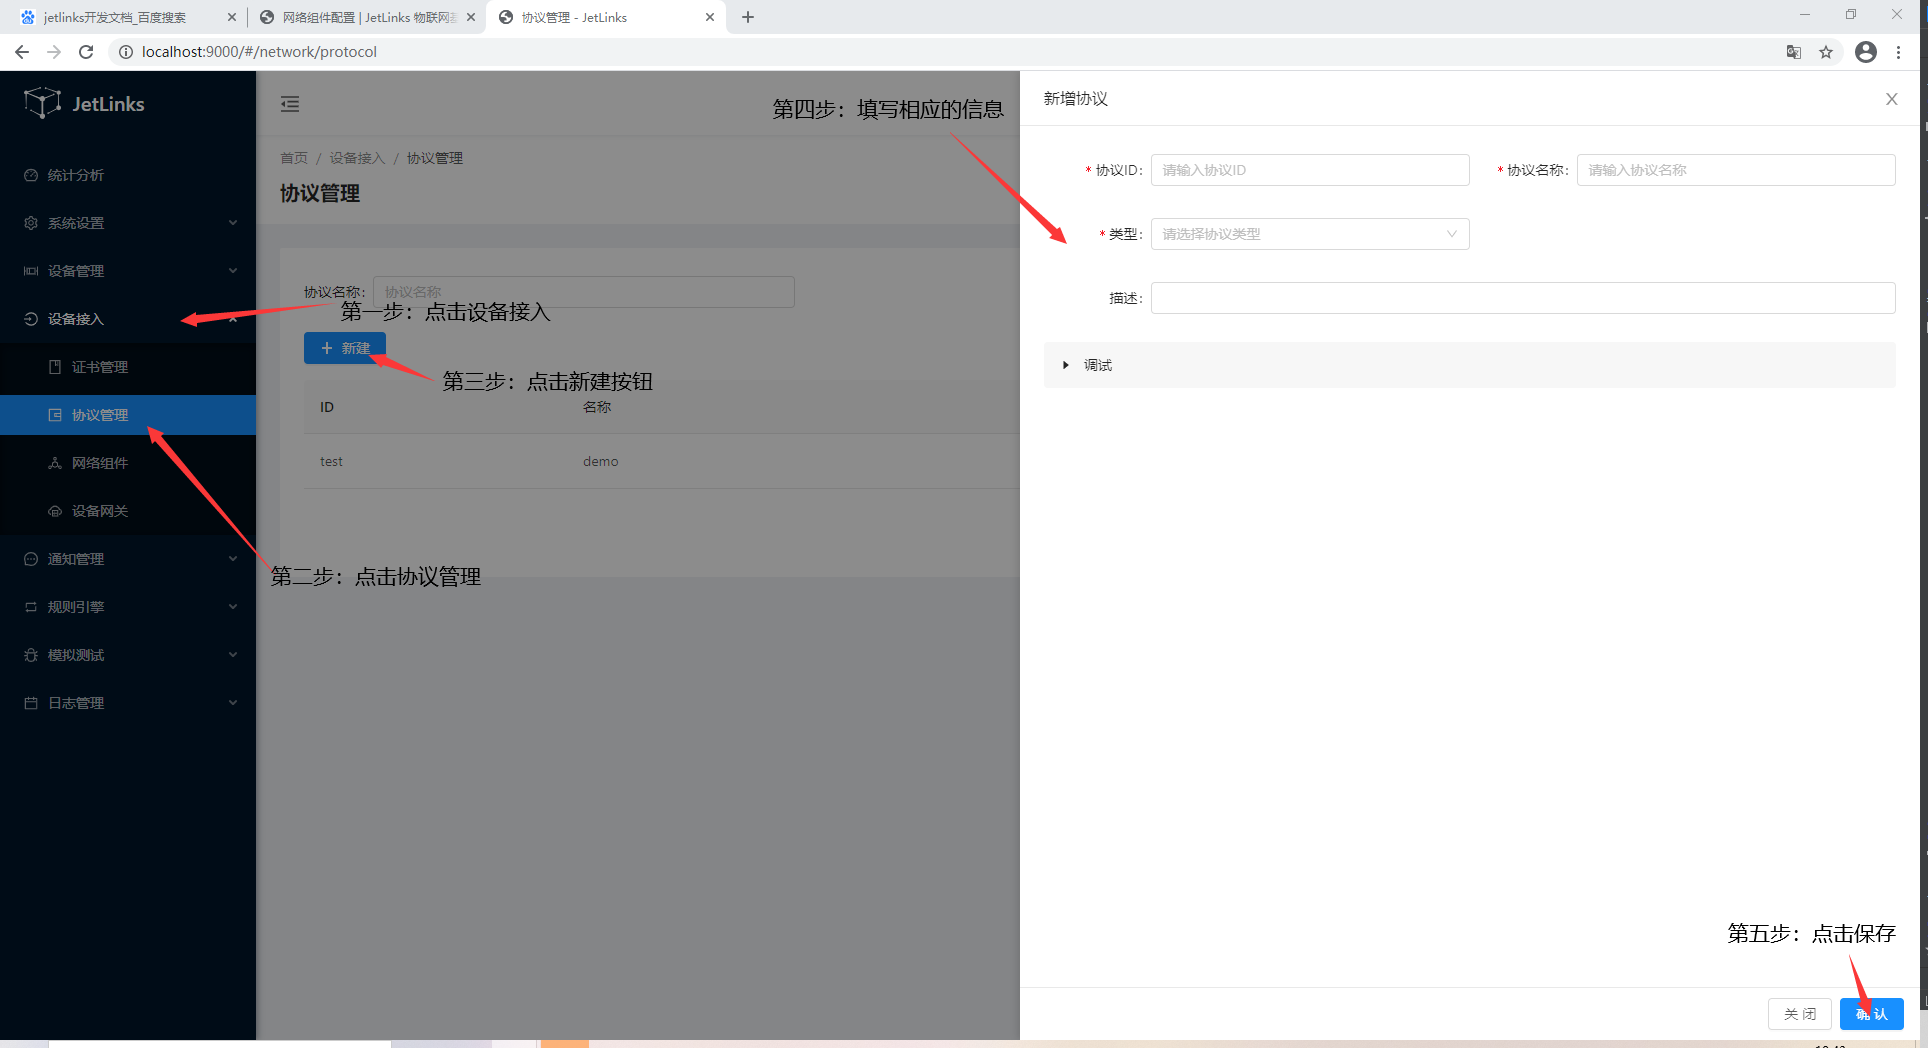 jetlinks开发文档_百度搜索
网络组件配置 | JetLinks 物联网基
协议管理 - JetLinks
localhost:9000/#/network/protocol
JetLinks
统计分析
系统设置
设备管理
设备接入
证书管理
协议管理
网络组件
设备网关
通知管理
规则引擎
模拟测试
日志管理
第四步：填写相应的信息
首页 / 设备接入 / 协议管理
协议管理
协议名称： 协议名称
第一步：点击设备接入
+ 新建
第三步：点击新建按钮
ID 名称
test demo
第二步：点击协议管理
新增协议
* 协议ID： 请输入协议ID
* 协议名称： 请输入协议名称
* 类型： 请选择协议类型
描述：
调试
第五步：点击保存
关 闭
确 认